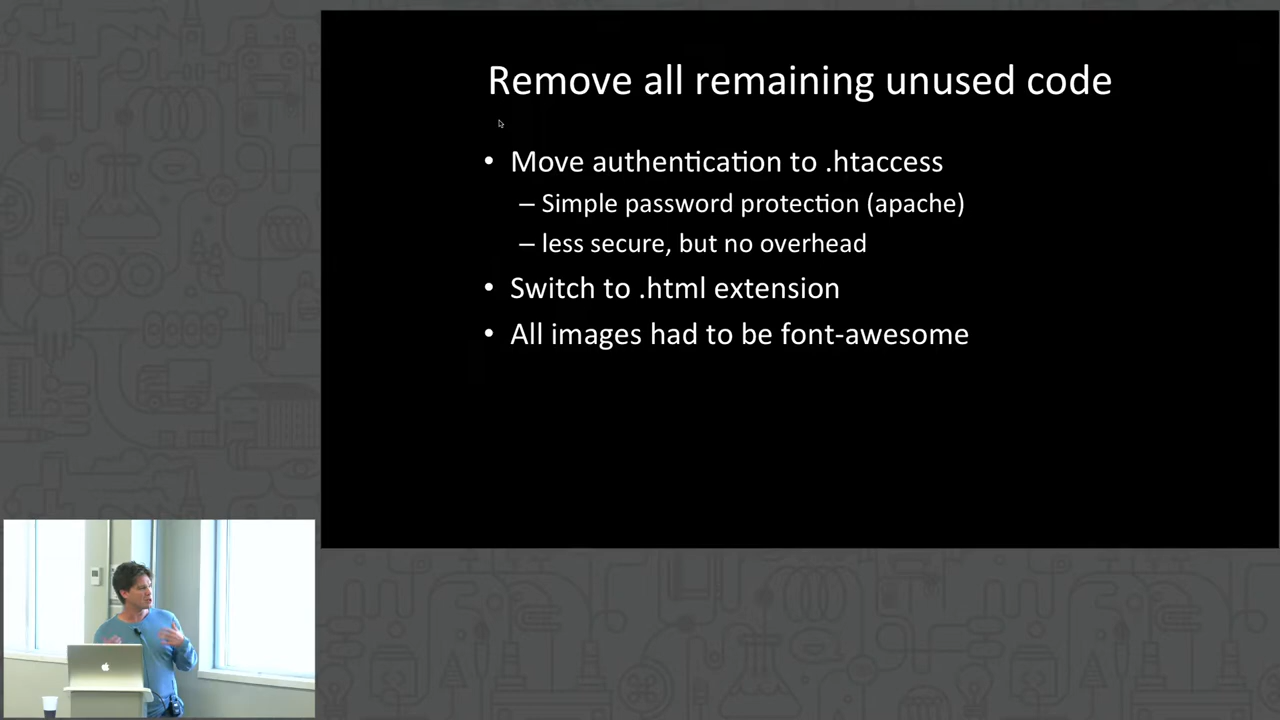 Remove all remaining unused code
• Move authentication to .htaccess
– Simple password protection (apache)
– less secure, but no overhead
• Switch to .html extension
• All images had to be font-awesome